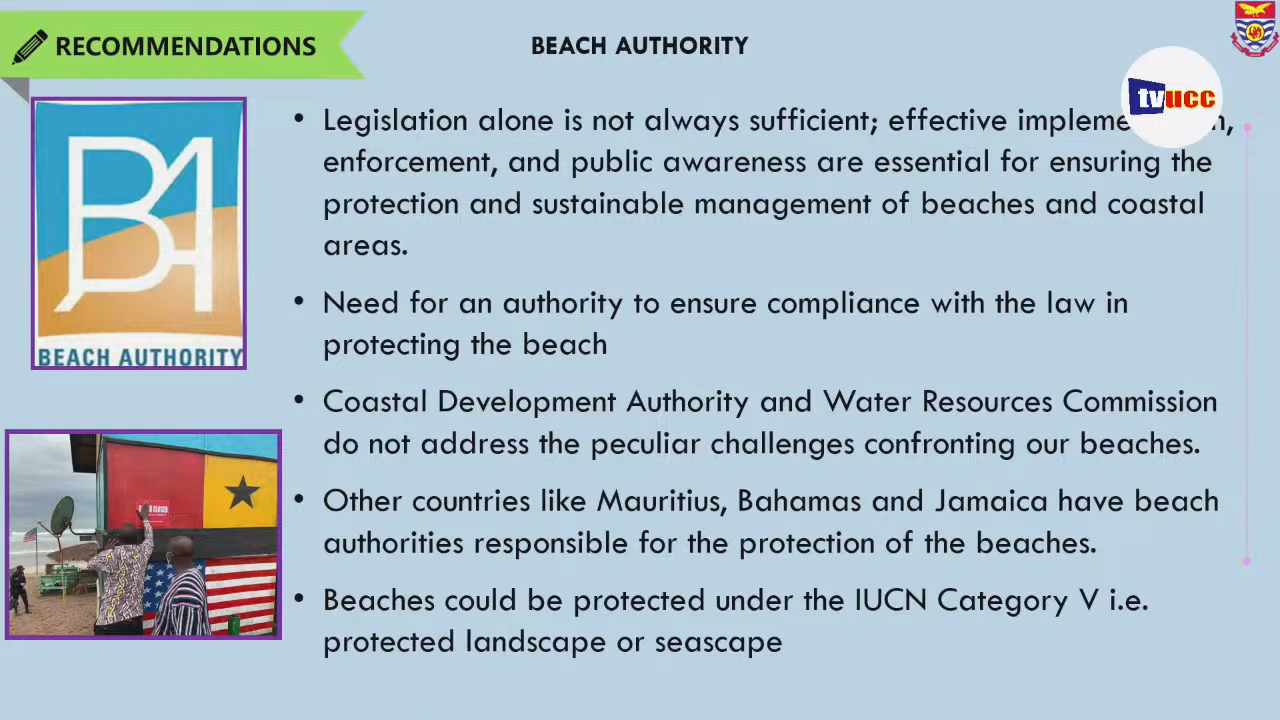 RECOMMENDATIONS
BEACH AUTHORITY
tvucc
BA
BEACH AUTHORITY
• Legislation alone is not always sufficient; effective
enforcement, and public awareness are essential for ensuring the
protection and sustainable management of beaches and coastal
areas.
• Need for an authority to ensure compliance with the law in
protecting the beach
• Coastal Development Authority and Water Resources Commission
do not address the peculiar challenges confronting our beaches.
• Other countries like Mauritius, Bahamas and Jamaica have beach
authorities responsible for the protection of the beaches.
• Beaches could be protected under the IUCN Category V i.e.
protected landscape or seascape